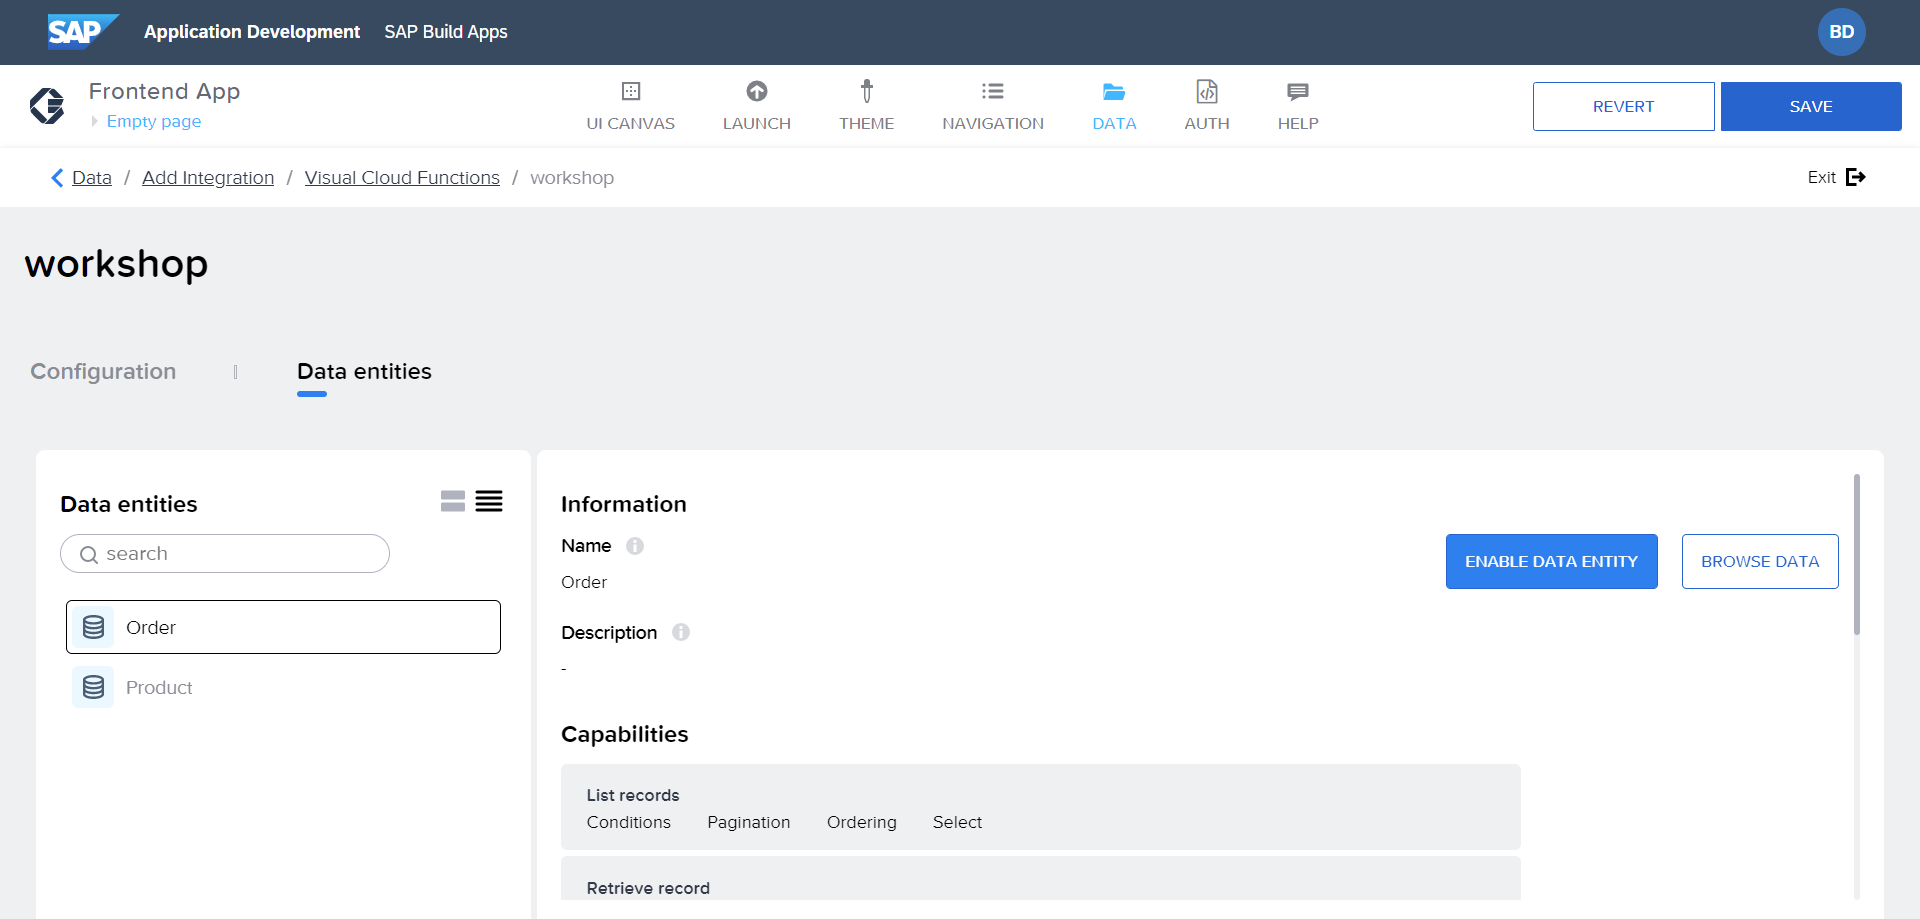 SAP Application Development SAP Build Apps BD
Frontend App
Empty page
UI CANVAS LAUNCH THEME NAVIGATION DATA AUTH HELP
REVERT SAVE
Data / Add Integration / Visual Cloud Functions / workshop
Exit
workshop
Configuration Data entities
Data entities
search
Order
Product
Information
Name
Order
ENABLE DATA ENTITY BROWSE DATA
Description
-
Capabilities
List records
Conditions Pagination Ordering Select
Retrieve record